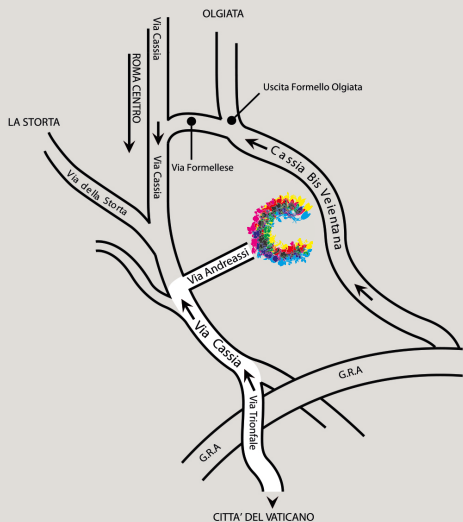 OLGIATA
Via Cassia
ROMA CENTRO
Uscita Formello Olgiata
LA STORTA
Via Formellese
Via Cassia
Cassia Bis Veientana
Via della Storta
Via Andreassi
Via Cassia
G.R.A
Via Trionfale
G.R.A
CITTA' DEL VATICANO